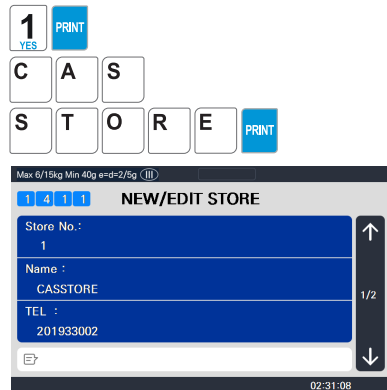 1 YES PRINT
C A S
S T O R E PRINT
Max 6/15kg Min 40g e=d=2/5g III
1 4 1 1 NEW/EDIT STORE
Store No.:
1
Name :
CASSTORE
1/2
TEL :
201933002
02:31:08